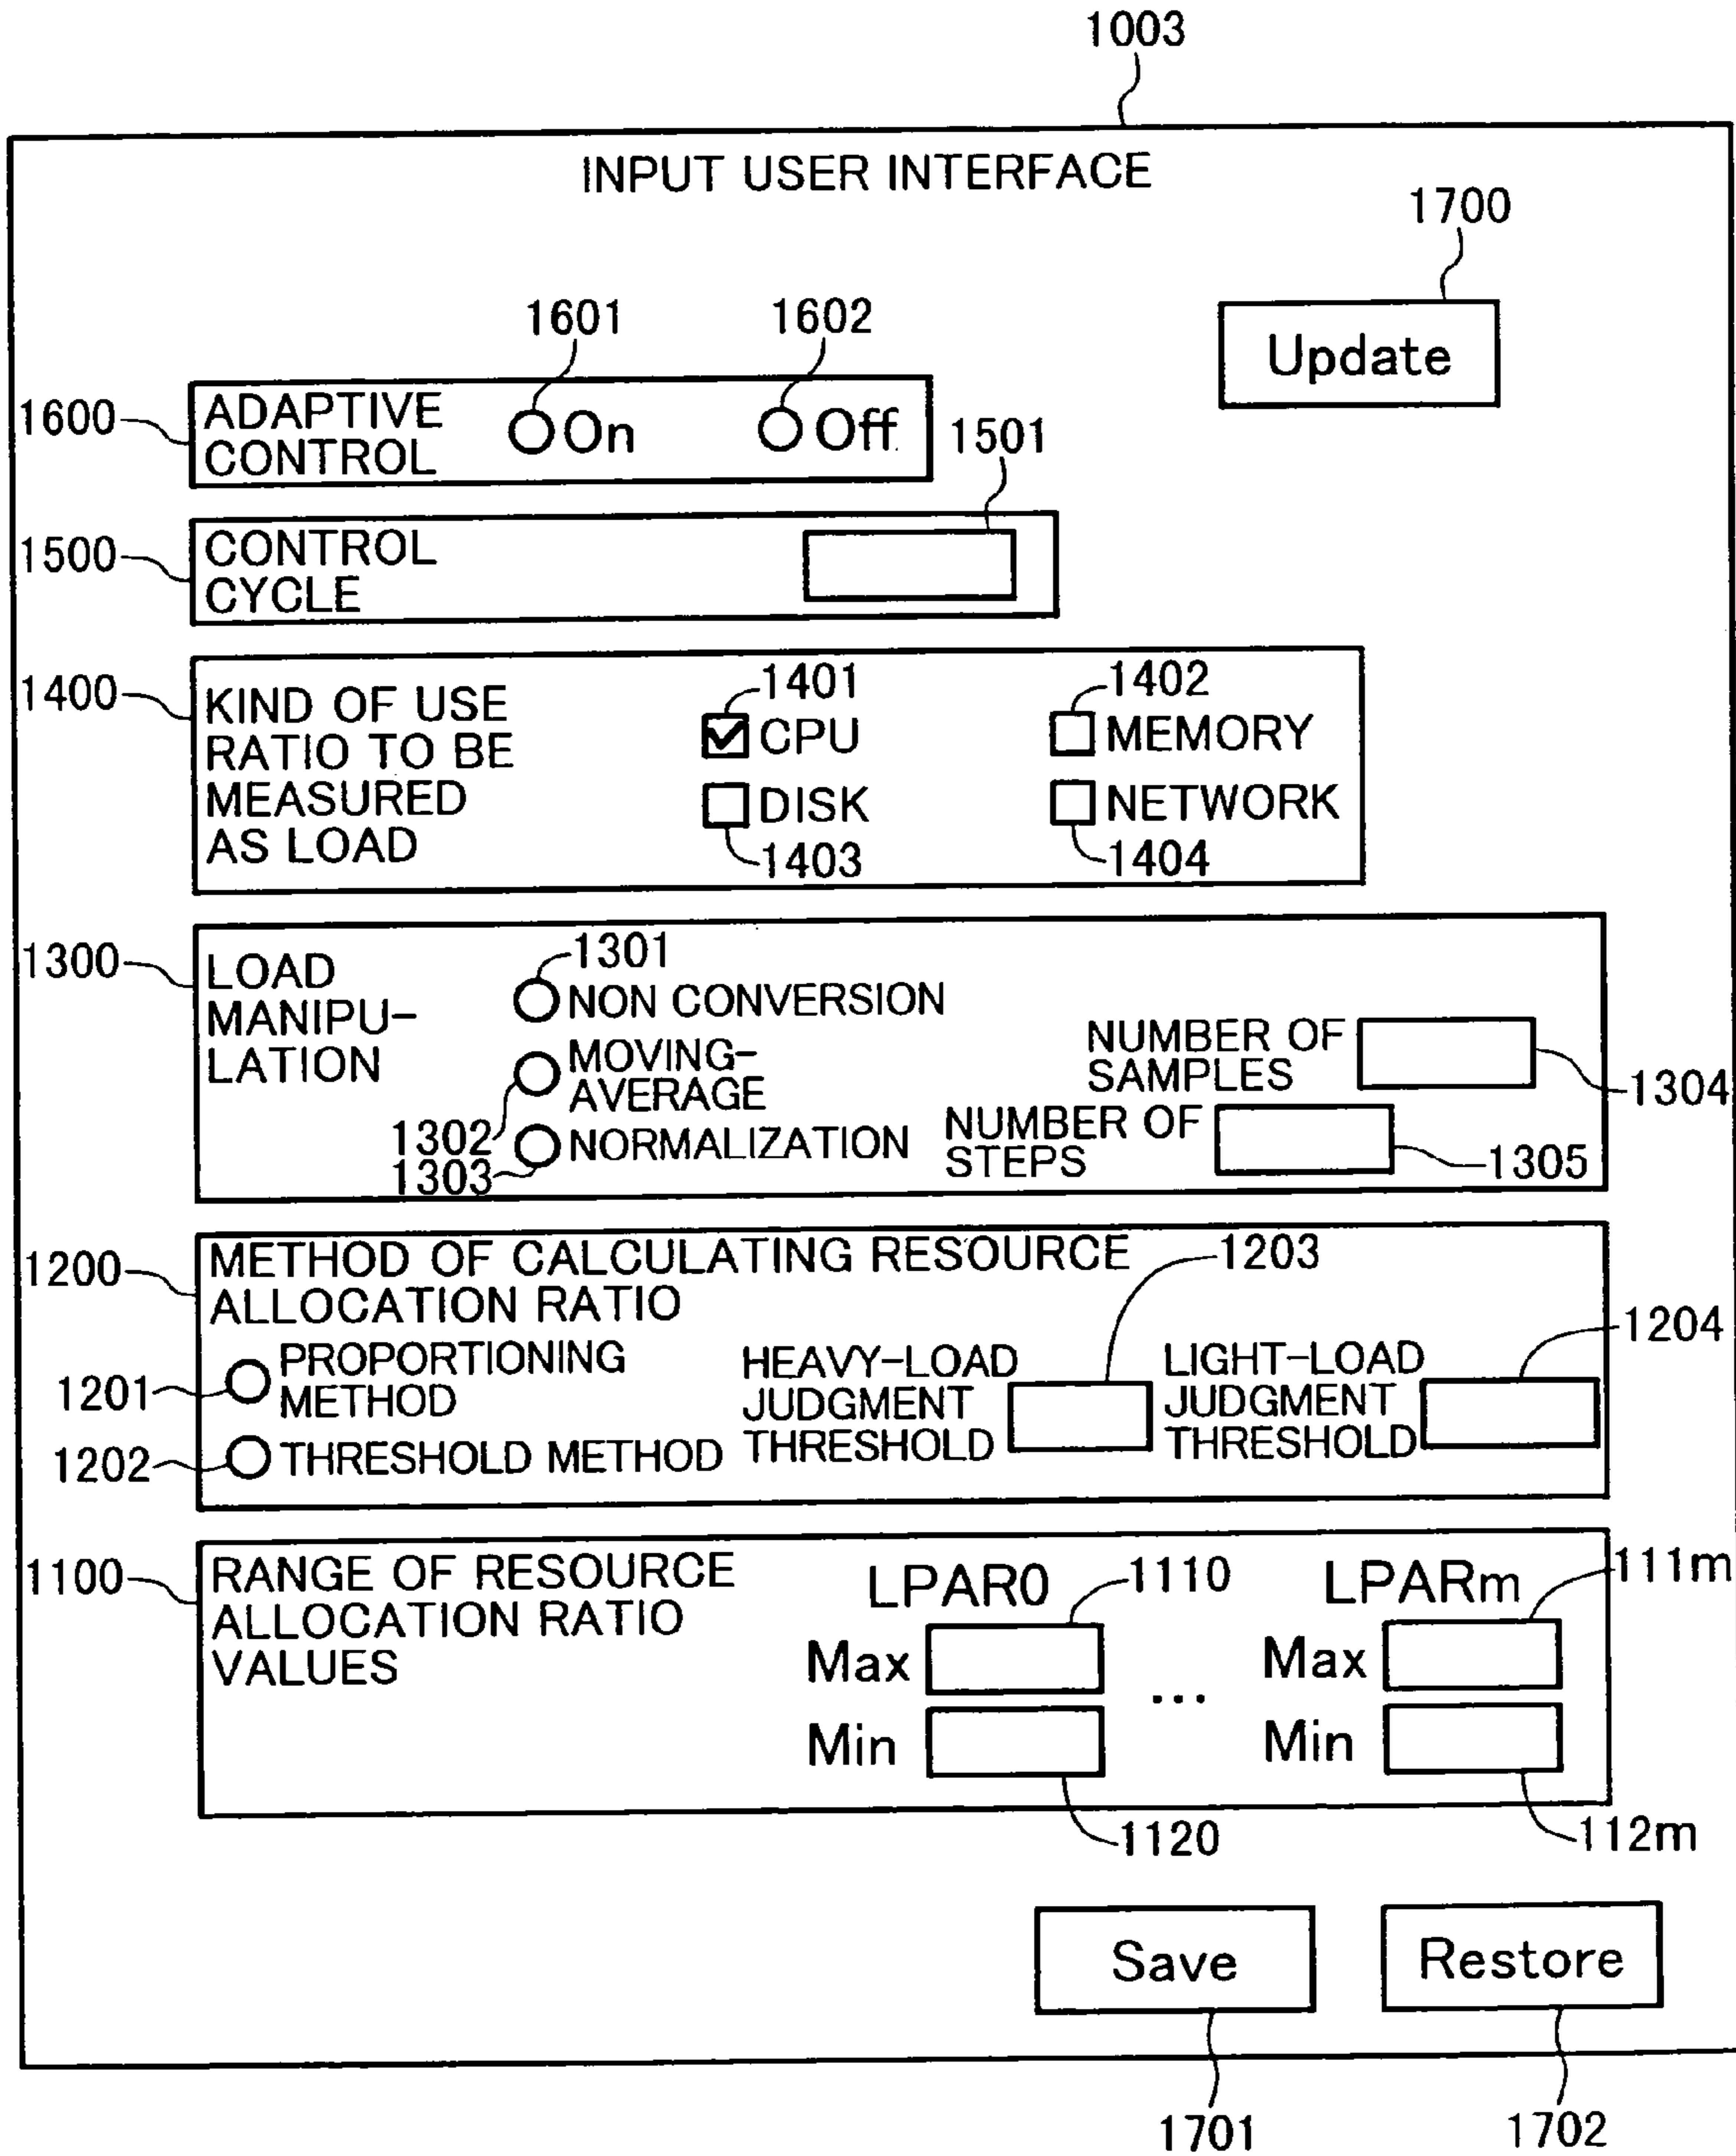 1003
INPUT USER INTERFACE
1700
Update
1601 1602
1600 ADAPTIVE CONTROL On Off
1501
1500 CONTROL CYCLE
1400 KIND OF USE RATIO TO BE MEASURED AS LOAD
1401 1402
CPU MEMORY
DISK NETWORK
1403 1404
1300 LOAD MANIPU-LATION
1301
NON CONVERSION
MOVING-AVERAGE
1302
NUMBER OF SAMPLES
1304
1303
NORMALIZATION
NUMBER OF STEPS
1305
1200 METHOD OF CALCULATING RESOURCE
ALLOCATION RATIO
1203
1204
1201 PROPORTIONING METHOD
1202 THRESHOLD METHOD
HEAVY-LOAD JUDGMENT THRESHOLD
LIGHT-LOAD JUDGMENT THRESHOLD
1100 RANGE OF RESOURCE
ALLOCATION RATIO
VALUES
LPAR0 1110 LPARm 111m
Max ... Max
Min Min
1120 112m
Save Restore
1701 1702